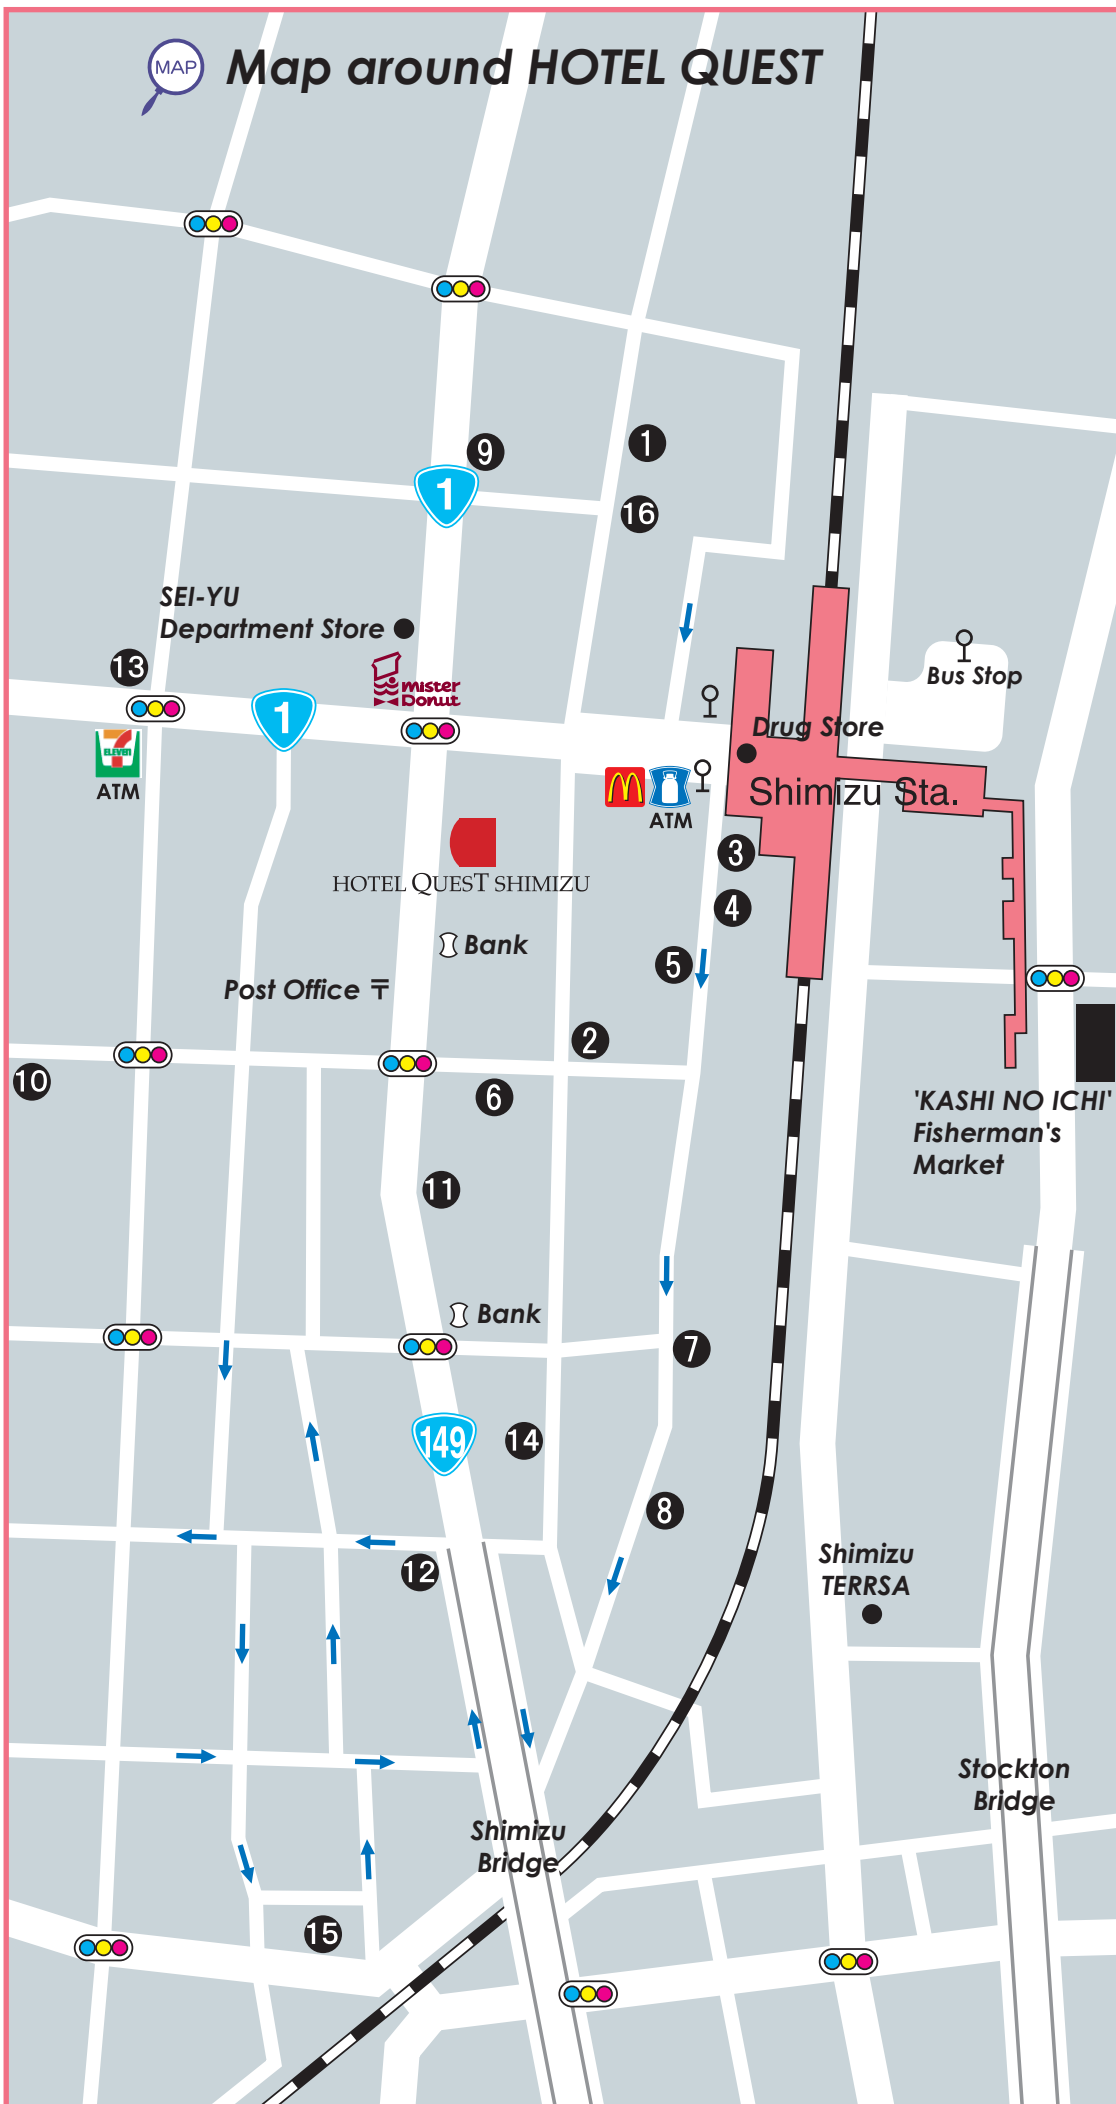 MAP
Map around HOTEL QUEST
1
9
1
16
SEI-YU
Department Store
13
mister
Donut
1
Bus Stop
Drug Store
ELEVEN
ATM
ATM
Shimizu Sta.
3
HOTEL QUEST SHIMIZU
4
Bank
5
Post Office 〒
2
10
6
'KASHI NO ICHI'
Fisherman's
Market
11
Bank
7
149
14
8
12
Shimizu
TERRSA
Stockton
Bridge
Shimizu
Bridge
15